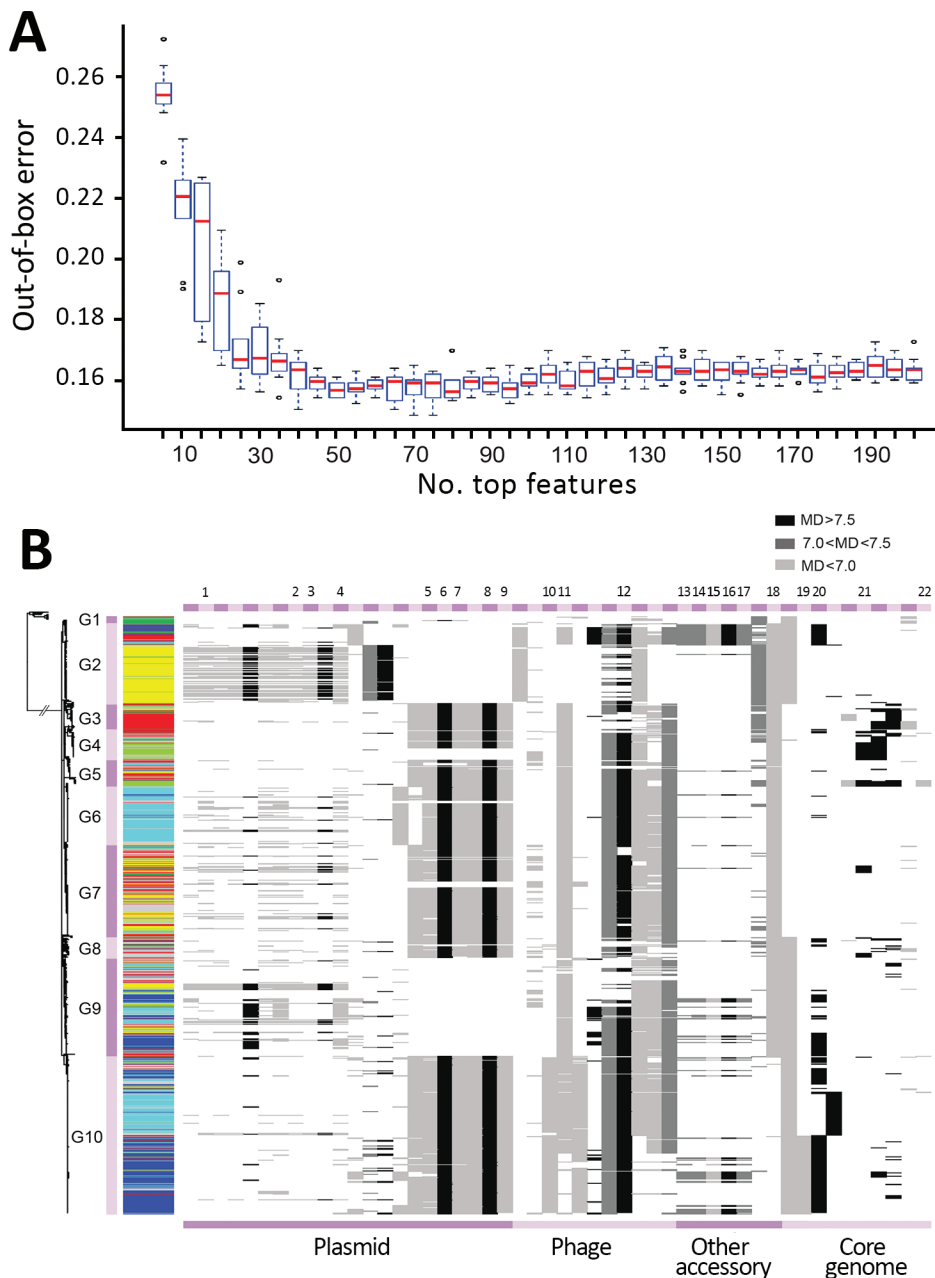 A
Out-of-box error
0.26
0.24
0.22
0.20
0.18
0.16
10 30 50 70 90 110 130 150 170 190
No. top features
B
MD>7.5
7.0<MD<7.5
MD<7.0
1 2 3 4 5 6 7 8 9 10 11 12 13 14 15 16 17 18 19 20 21 22
G1
G2
G3
G4
G5
G6
G7
G8
G9
G10
Plasmid
Phage
Other
accessory
Core
genome